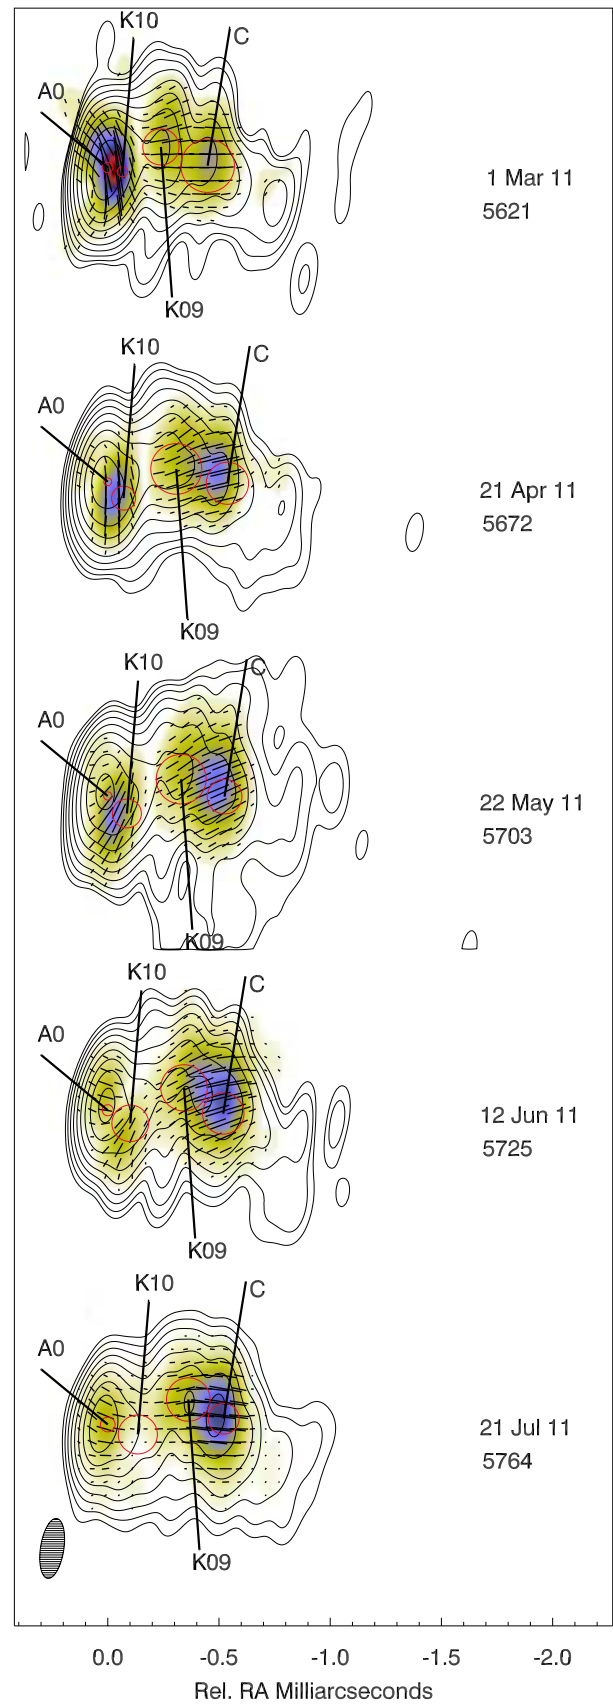 K10
C
A0
1 Mar 11
5621
K09
K10
C
A0
21 Apr 11
5672
K09
K10
C
A0
22 May 11
5703
K09
K10
C
A0
12 Jun 11
5725
K09
K10
C
A0
21 Jul 11
5764
K09
0.0 -0.5 -1.0 -1.5 -2.0
Rel. RA Milliarcseconds